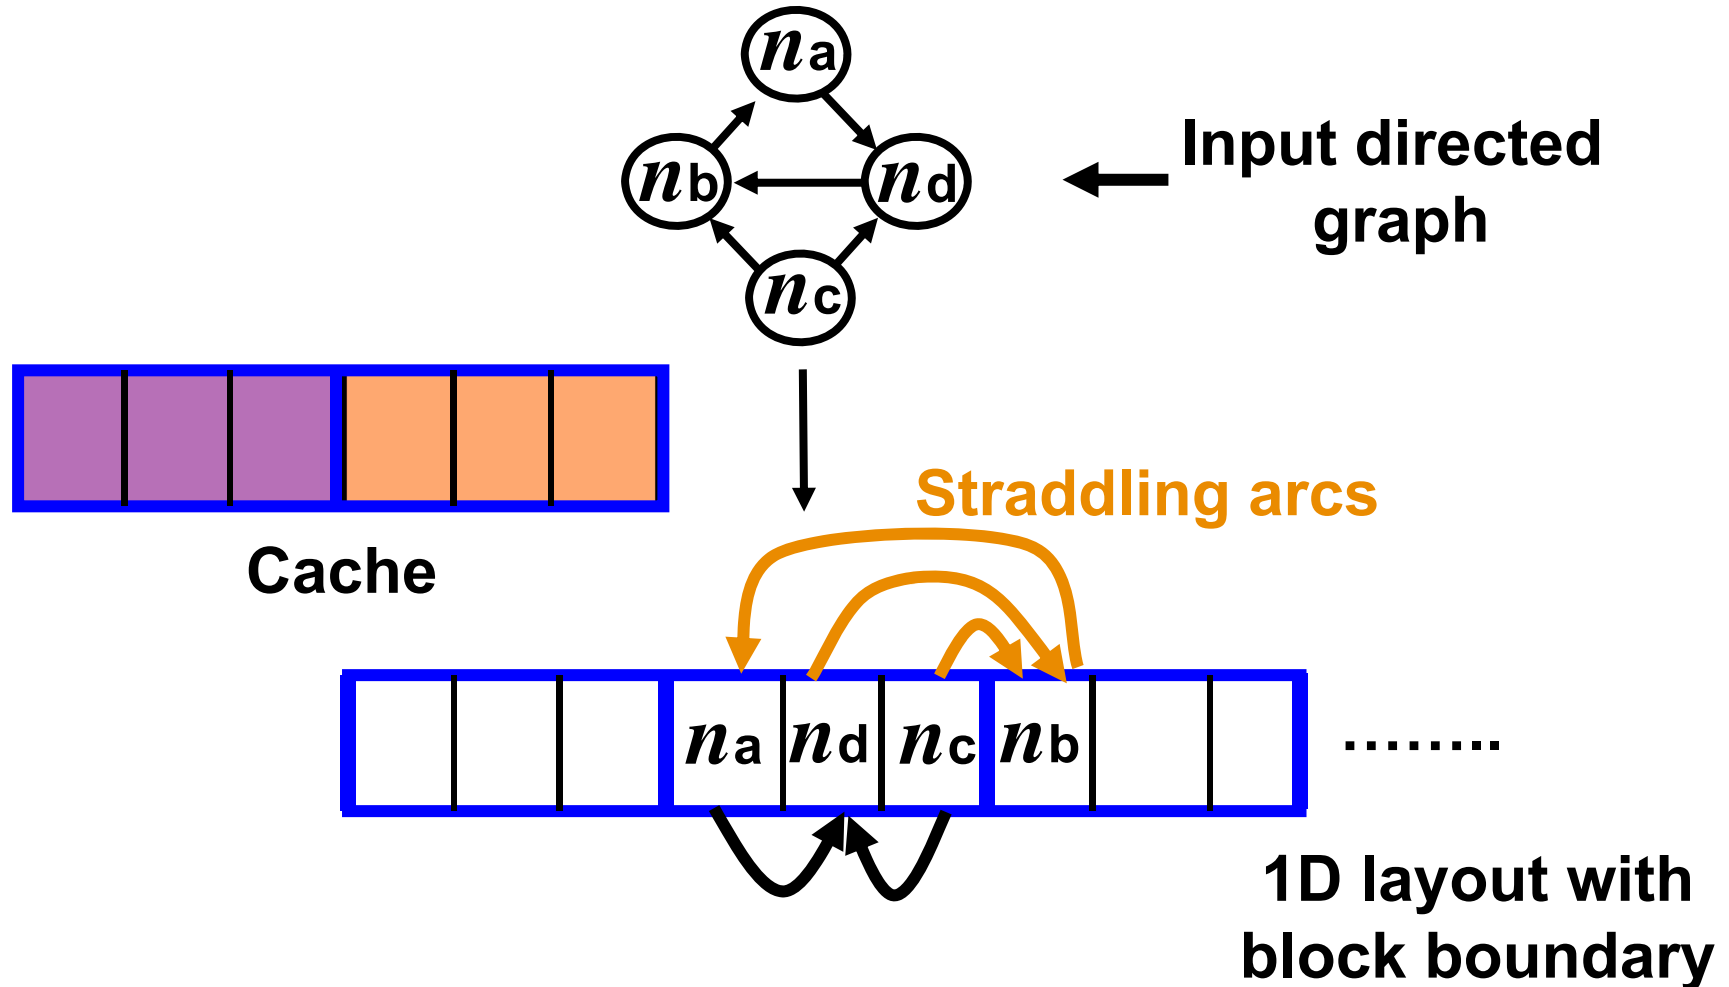 na
Input directed
graph
nb
nd
nc
Straddling arcs
Cache
na nd nc nb ........
1D layout with
block boundary